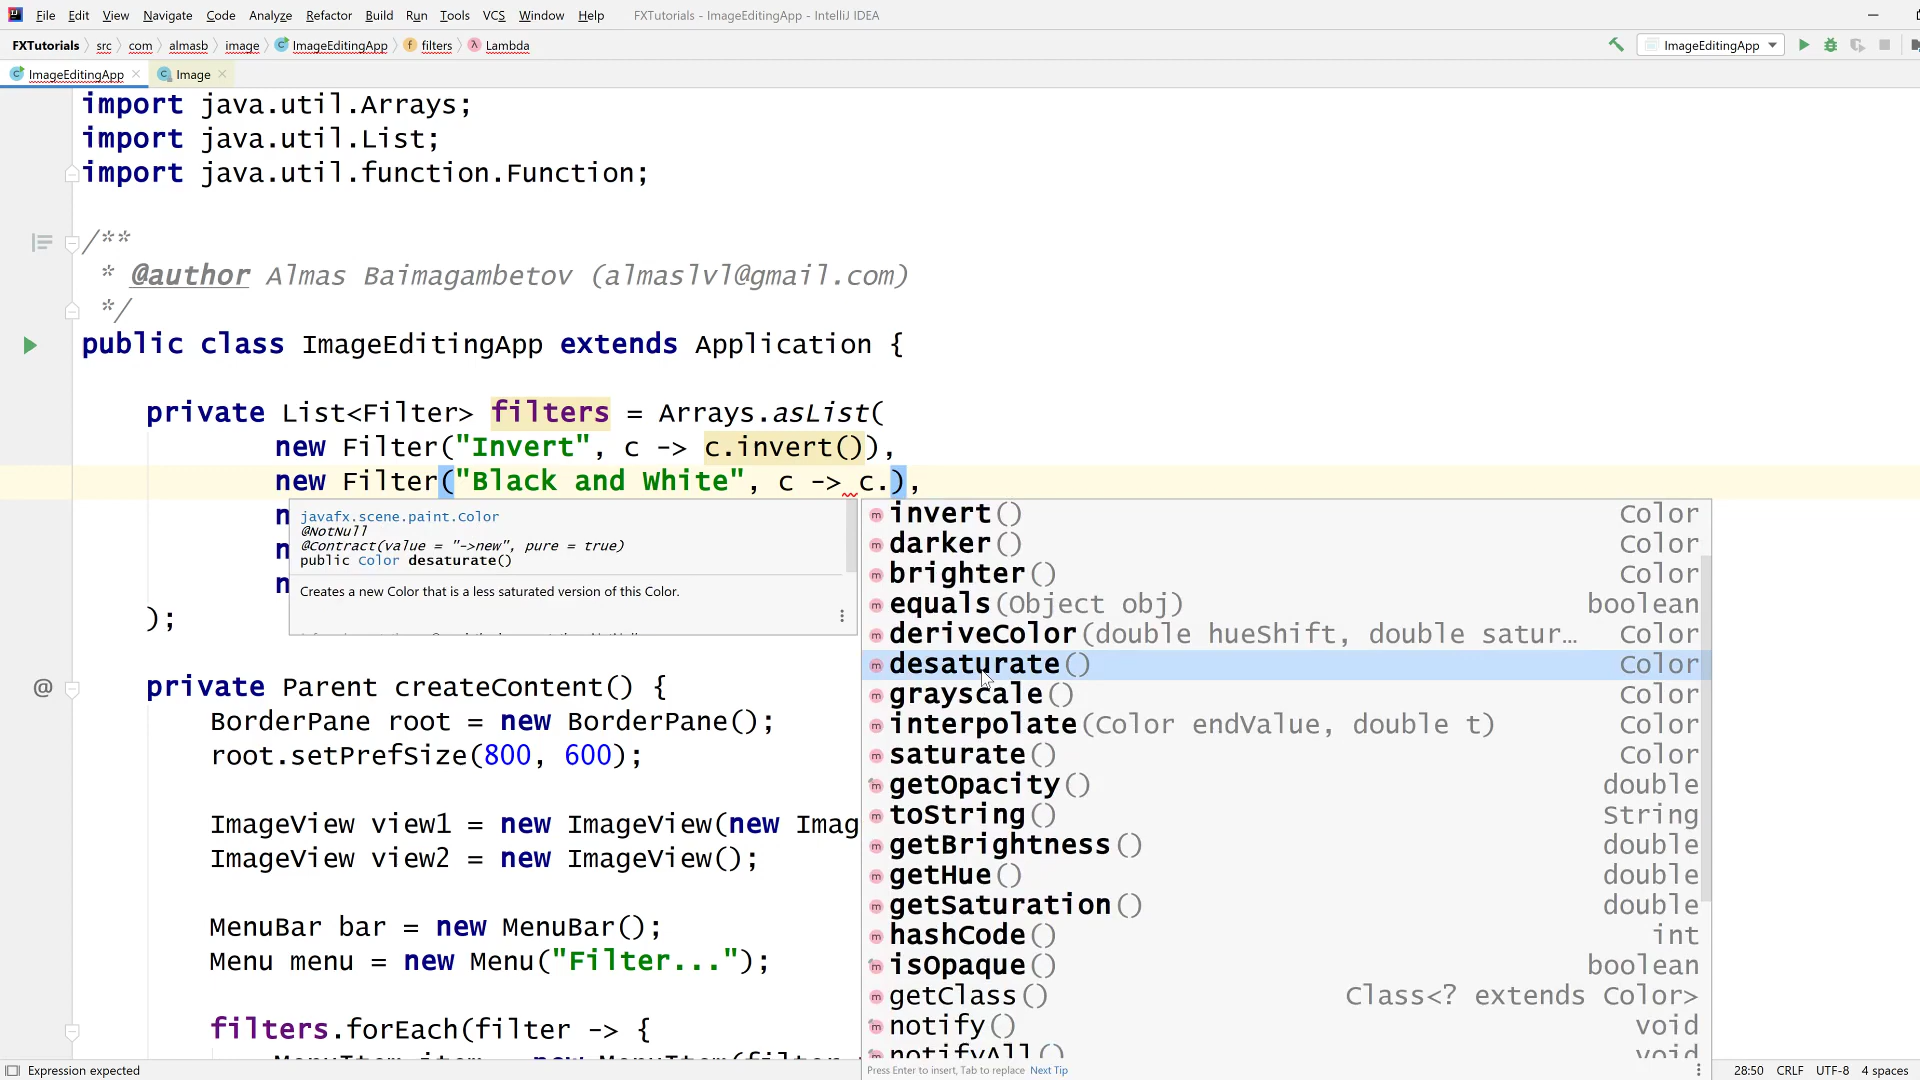 File Edit View Navigate Code Analyze Refactor Build Run Tools VCS Window Help FXTutorials - ImageEditingApp - IntelliJ IDEA
FXTutorials src com almasb image ImageEditingApp filters Lambda ImageEditingApp
ImageEditingApp Image
import java.util.Arrays;
import java.util.List;
import java.util.function.Function;
/**
* @author Almas Baimagambetov (almaslvl@gmail.com)
*/
public class ImageEditingApp extends Application {
private List<Filter> filters = Arrays.asList(
new Filter("Invert", c -> c.invert()),
new Filter("Black and White", c -> c.),
n
n
n
);
javafx.scene.paint.Color
@NotNull
@Contract(value = "->new", pure = true)
public Color desaturate()
Creates a new Color that is a less saturated version of this Color.
invert() Color
darker() Color
brighter() Color
equals(Object obj) boolean
deriveColor(double hueShift, double satur… Color
desaturate() Color
grayscale() Color
interpolate(Color endValue, double t) Color
saturate() Color
getOpacity() double
toString() String
getBrightness() double
getHue() double
getSaturation() double
hashCode() int
isOpaque() boolean
getClass() Class<? extends Color>
notify() void
notifyAll() void
Press Enter to insert, Tab to replace Next Tip
@ private Parent createContent() {
BorderPane root = new BorderPane();
root.setPrefSize(800, 600);
ImageView view1 = new ImageView(new Imag
ImageView view2 = new ImageView();
MenuBar bar = new MenuBar();
Menu menu = new Menu("Filter...");
filters.forEach(filter -> {
MenuItem item = new MenuItem(filter
Expression expected 28:50 CRLF UTF-8 4 spaces